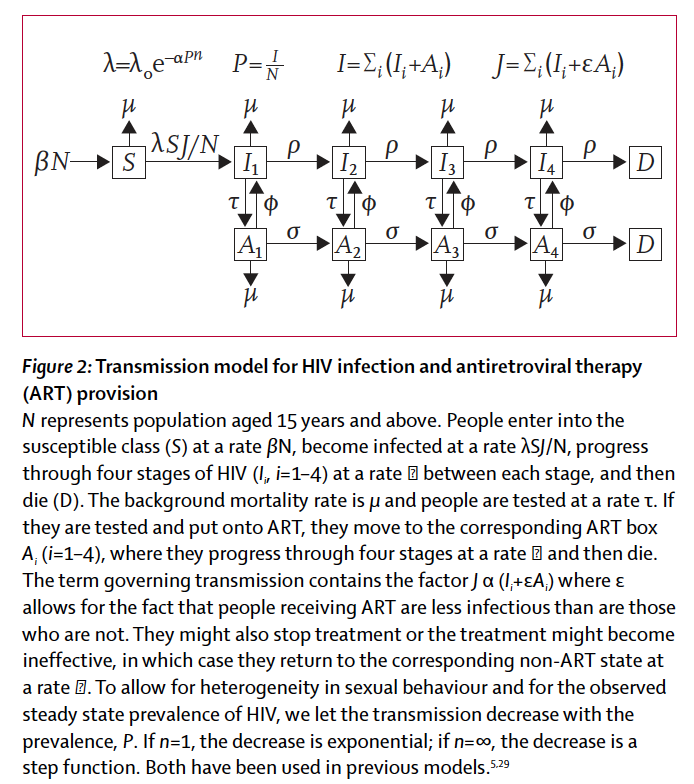 λ=λ₀e^-αPn P=I/N I=Σᵢ(Iᵢ+Aᵢ) J=Σᵢ(Iᵢ+εAᵢ)
μ μ μ μ μ
βN S λSJ/N I₁ ρ I₂ ρ I₃ ρ I₄ ρ D
τ ϕ τ ϕ τ ϕ τ ϕ
A₁ σ A₂ σ A₃ σ A₄ σ D
μ μ μ μ
Figure 2: Transmission model for HIV infection and antiretroviral therapy
(ART) provision
N represents population aged 15 years and above. People enter into the
susceptible class (S) at a rate βN, become infected at a rate λSJ/N, progress
through four stages of HIV (Iᵢ, i=1–4) at a rate 🯄 between each stage, and then
die (D). The background mortality rate is μ and people are tested at a rate τ. If
they are tested and put onto ART, they move to the corresponding ART box
Aᵢ (i=1–4), where they progress through four stages at a rate 🯄 and then die.
The term governing transmission contains the factor J α (Iᵢ+εAᵢ) where ε
allows for the fact that people receiving ART are less infectious than are those
who are not. They might also stop treatment or the treatment might become
ineffective, in which case they return to the corresponding non-ART state at
a rate 🯄. To allow for heterogeneity in sexual behaviour and for the observed
steady state prevalence of HIV, we let the transmission decrease with the
prevalence, P. If n=1, the decrease is exponential; if n=∞, the decrease is a
step function. Both have been used in previous models.⁵,²⁹